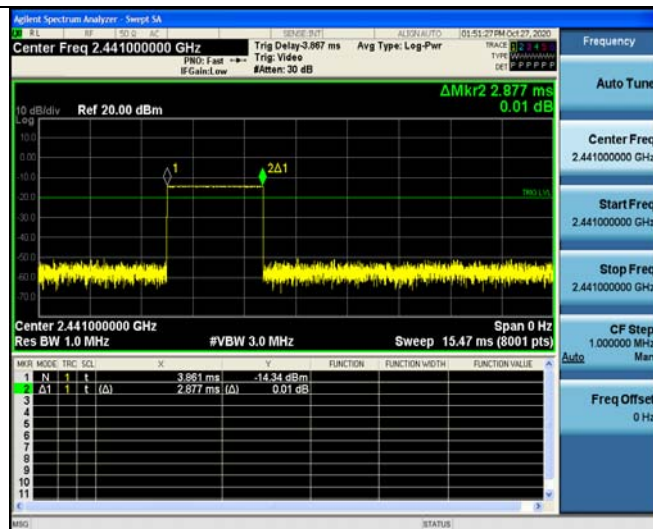 Agilent Spectrum Analyzer - Swept SA
RL RF 50 Ω AC SENSE:INT ALIGN AUTO 01:51:27 PM Oct 27, 2020
Center Freq 2.441000000 GHz
PNO: Fast
IFGain:Low
Trig Delay-3.867 ms
Trig: Video
#Atten: 30 dB
Avg Type: Log-Pwr
TRACE 1 2 3 4 5 6
TYPE
DET P P P P P P
ΔMkr2 2.877 ms
0.01 dB
10 dB/div Ref 20.00 dBm
Log
10.0
0.00
-10.0
-20.0
-30.0
-40.0
-50.0
-60.0
-70.0
1
2Δ1
TRIG LVL
Center 2.441000000 GHz Span 0 Hz
Res BW 1.0 MHz #VBW 3.0 MHz Sweep 15.47 ms (8001 pts)
MKR MODE TRC SCL X Y FUNCTION FUNCTION WIDTH FUNCTION VALUE
1 N 1 t 3.861 ms -14.34 dBm
2 Δ1 1 t (Δ) 2.877 ms (Δ) 0.01 dB
3
4
5
6
7
8
9
10
11
MSG STATUS
Frequency
Auto Tune
Center Freq
2.441000000 GHz
Start Freq
2.441000000 GHz
Stop Freq
2.441000000 GHz
CF Step
1.000000 MHz
Auto Man
Freq Offset
0 Hz